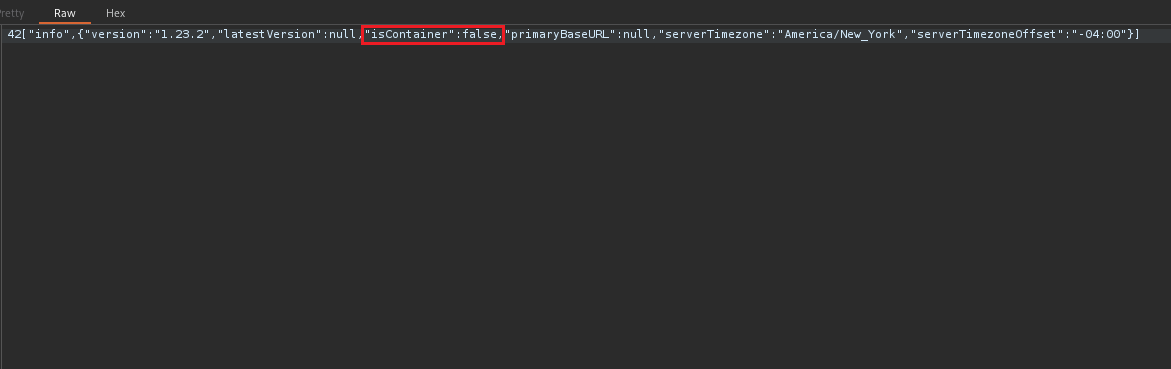 Pretty Raw Hex
42["info",{"version":"1.23.2","latestVersion":null,"isContainer":false,"primaryBaseURL":null,"serverTimezone":"America/New_York","serverTimezoneOffset":"-04:00"}]